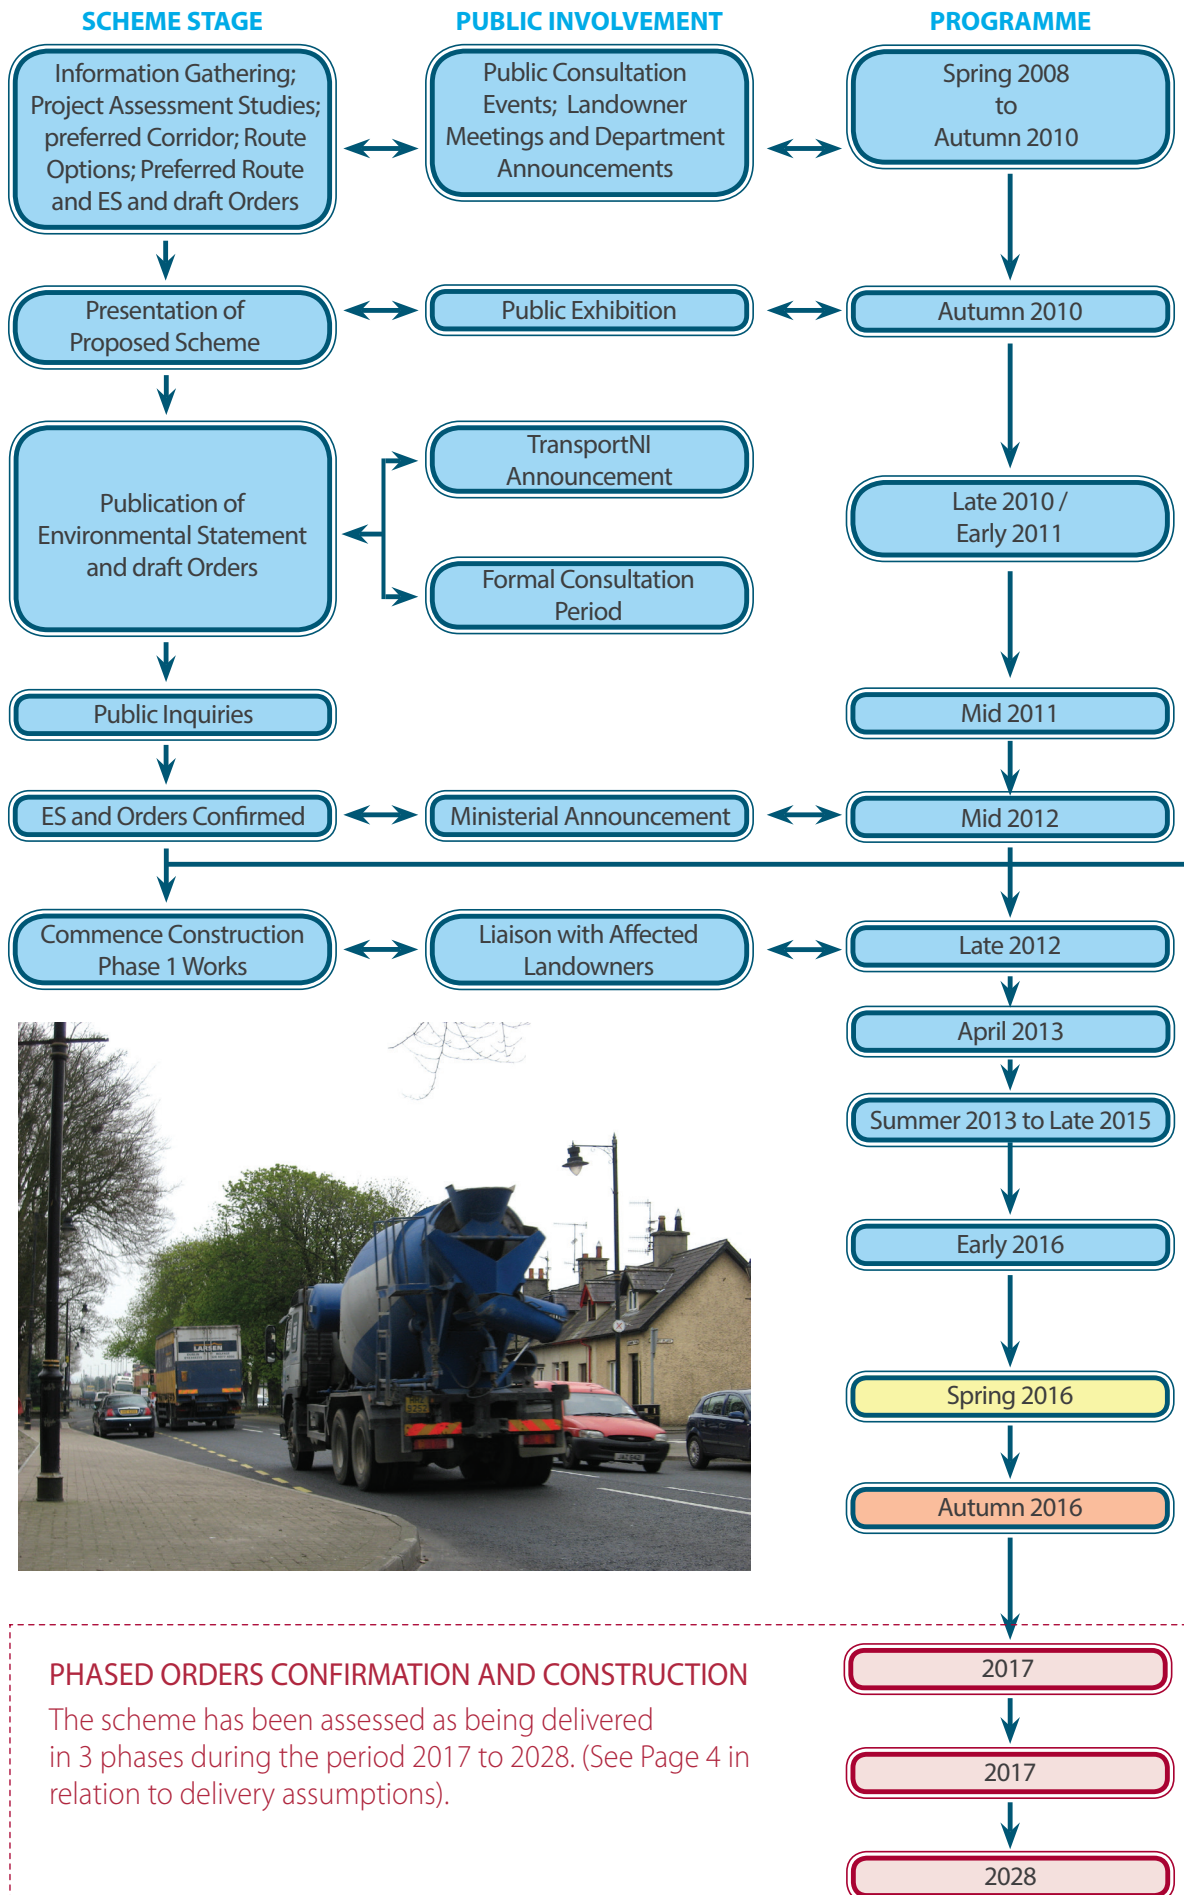 SCHEME STAGE
PUBLIC INVOLVEMENT
PROGRAMME
Information Gathering;
Project Assessment Studies;
preferred Corridor; Route
Options; Preferred Route
and ES and draft Orders
Public Consultation
Events; Landowner
Meetings and Department
Announcements
Spring 2008
to
Autumn 2010
Presentation of
Proposed Scheme
Public Exhibition
Autumn 2010
Publication of
Environmental Statement
and draft Orders
TransportNI
Announcement
Formal Consultation
Period
Late 2010 /
Early 2011
Public Inquiries
Mid 2011
ES and Orders Confirmed
Ministerial Announcement
Mid 2012
Commence Construction
Phase 1 Works
Liaison with Affected
Landowners
Late 2012
April 2013
Summer 2013 to Late 2015
Early 2016
LARSEN
Spring 2016
Autumn 2016
PHASED ORDERS CONFIRMATION AND CONSTRUCTION
The scheme has been assessed as being delivered
in 3 phases during the period 2017 to 2028. (See Page 4 in
relation to delivery assumptions).
2017
2017
2028